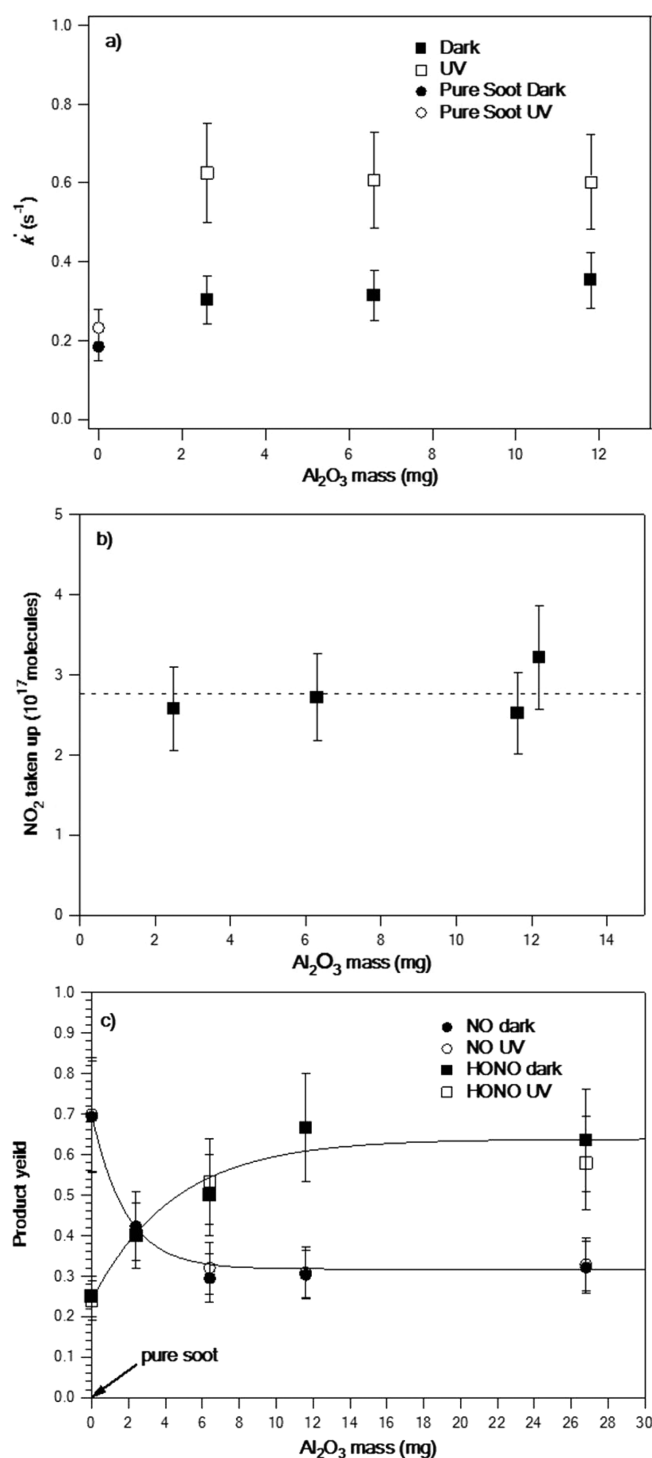 a)
Dark
UV
Pure Soot Dark
Pure Soot UV
1.0
0.8
0.6
0.4
0.2
0.0
k' (s-1)
0 2 4 6 8 10 12
Al2O3 mass (mg)
b)
5
4
3
2
1
0
NO2 taken up (10^17 molecules)
0 2 4 6 8 10 12 14
Al2O3 mass (mg)
c)
NO dark
NO UV
HONO dark
HONO UV
1.0
0.9
0.8
0.7
0.6
0.5
0.4
0.3
0.2
0.1
0.0
Product yeild
pure soot
0 2 4 6 8 10 12 14 16 18 20 22 24 26 28 30
Al2O3 mass (mg)